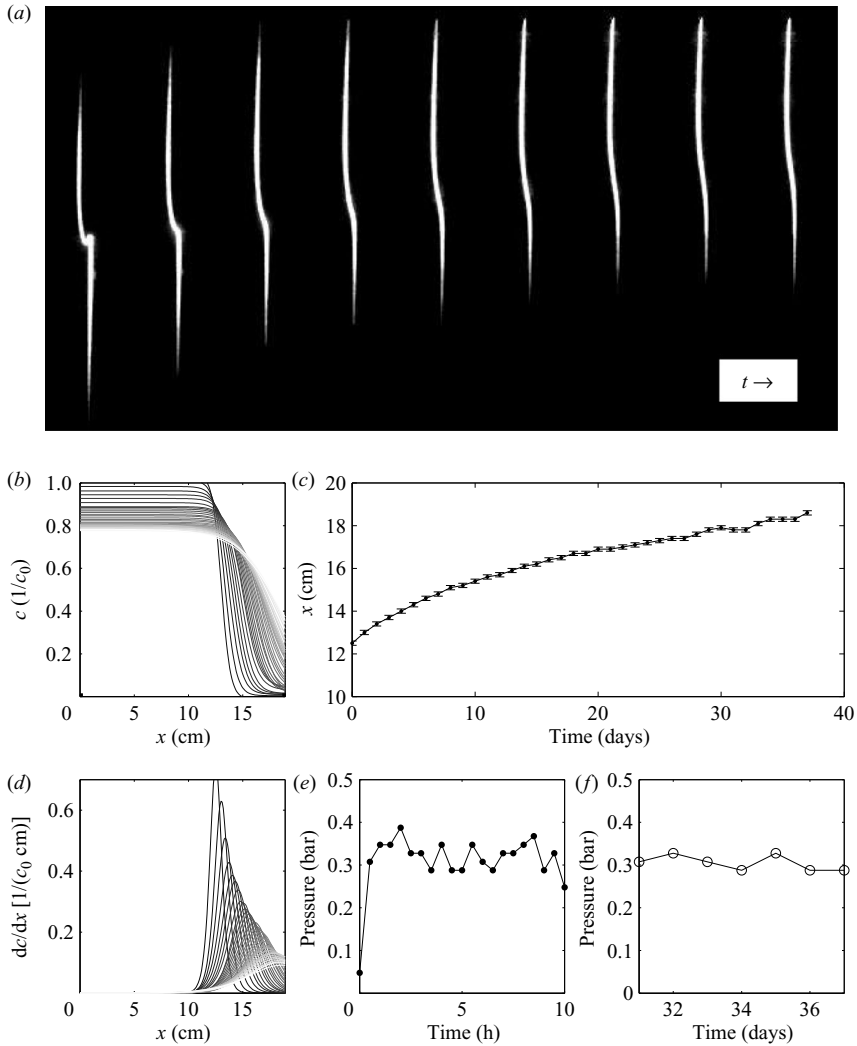 (a)
t →
(b)
1.0
0.8
0.6
0.4
0.2
c (1/c0)
0
5
10
15
x (cm)
(c)
20
18
16
14
12
10
x (cm)
0
10
20
30
40
Time (days)
(d)
0.6
0.4
0.2
dc/dx [1/(c0 cm)]
0
5
10
15
x (cm)
(e)
0.5
0.4
0.3
0.2
0.1
Pressure (bar)
0
5
10
Time (h)
(f)
0.5
0.4
0.3
0.2
0.1
0
Pressure (bar)
32
34
36
Time (days)